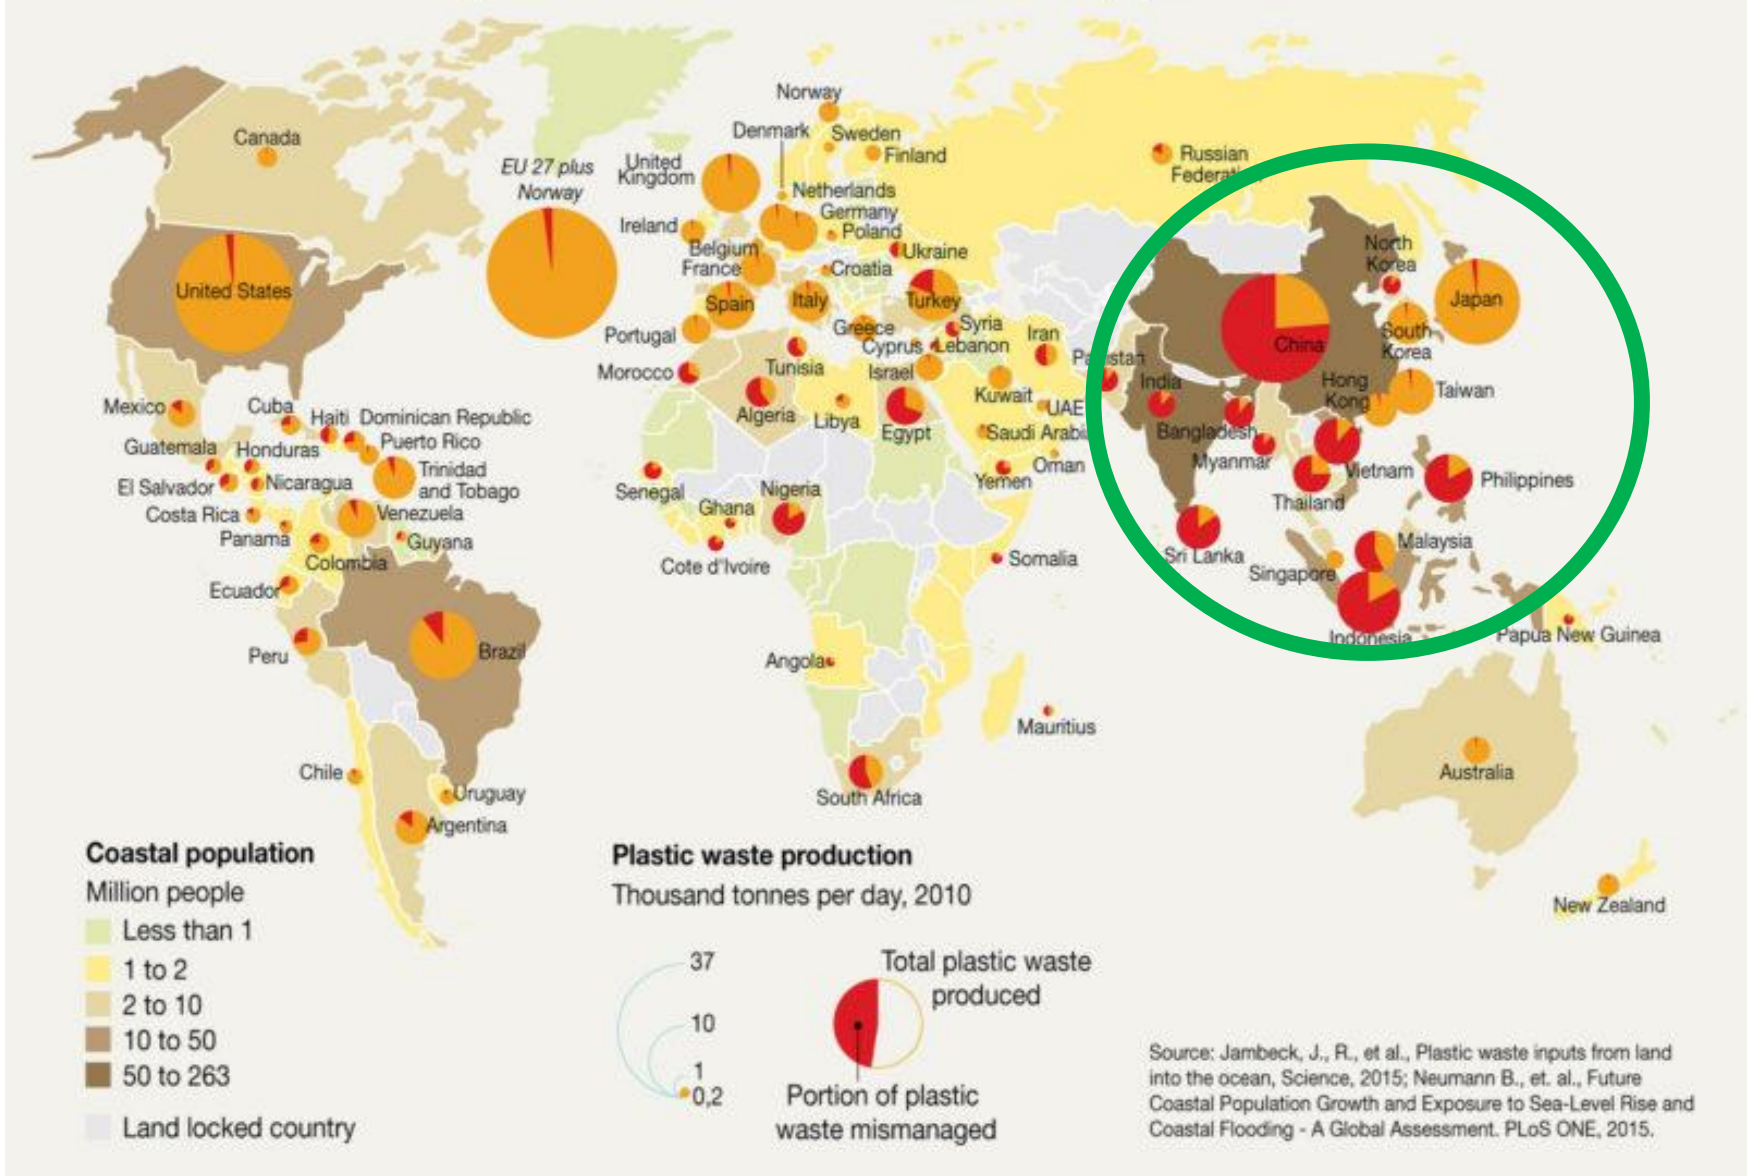 Norway
Denmark
Sweden
Finland
Canada
EU 27 plus
Norway
United
Kingdom
Netherlands
Germany
Poland
Ireland
Belgium
Ukraine
France
Croatia
United States
Spain
Italy
Turkey
Portugal
Greece
Syria
Cyprus
Lebanon
Iran
Morocco
Tunisia
Israel
Algeria
Libya
Egypt
Kuwait
UAE
Saudi Arabia
Oman
Yemen
Russian
Federation
North
Korea
Japan
China
South
Korea
Pakistan
India
Hong
Kong
Taiwan
Bangladesh
Myanmar
Vietnam
Philippines
Thailand
Sri Lanka
Malaysia
Singapore
Indonesia
Papua New Guinea
Mexico
Cuba
Haiti
Dominican Republic
Guatemala
Honduras
Puerto Rico
Trinidad
and Tobago
El Salvador
Nicaragua
Costa Rica
Venezuela
Panama
Guyana
Colombia
Ecuador
Peru
Brazil
Chile
Uruguay
Argentina
Senegal
Ghana
Nigeria
Cote d'Ivoire
Somalia
Angola
Mauritius
South Africa
Australia
New Zealand
Coastal population
Million people
Less than 1
1 to 2
2 to 10
10 to 50
50 to 263
Land locked country
Plastic waste production
Thousand tonnes per day, 2010
37
10
1
0,2
Total plastic waste
produced
Portion of plastic
waste mismanaged
Source: Jambeck, J., R., et al., Plastic waste inputs from land
into the ocean, Science, 2015; Neumann B., et. al., Future
Coastal Population Growth and Exposure to Sea-Level Rise and
Coastal Flooding - A Global Assessment. PLoS ONE, 2015.